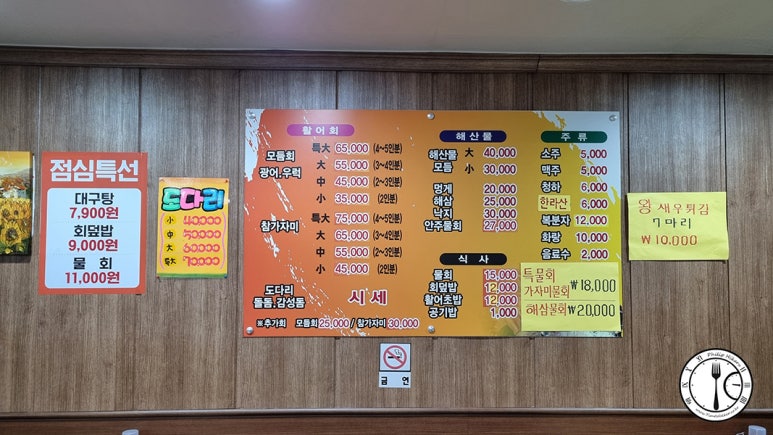 점심특선
대구탕
7,900원
회덮밥
9,000원
물 회
11,000원
도다리
小 40000
中 50000
大 60000
特大 70000
활어회
모듬회
광어, 우럭
특大 65,000 (4~5인분)
大 55,000 (3~4인분)
中 45,000 (2~3인분)
小 35,000 (2인분)
참가자미
특大 75,000 (4~5인분)
大 65,000 (3~4인분)
中 55,000 (2~3인분)
小 45,000 (2인분)
도다리
돌돔, 감성돔
시세
※추가회 모듬회 25,000 / 참가자미 30,000
해산물
해산물 大 40,000
모듬 小 30,000
멍게 20,000
해삼 25,000
낙지 30,000
안주물회 27,000
식 사
물회 15,000
회덮밥 12,000
활어초밥 12,000
공기밥 1,000
주 류
소주 5,000
맥주 5,000
청하 6,000
한라산 6,000
복분자 12,000
화랑 10,000
음료수 2,000
특물회
가자미물회 ₩18,000
해삼물회 ₩20,000
왕 새우튀김
7마리
₩10,000
금 연